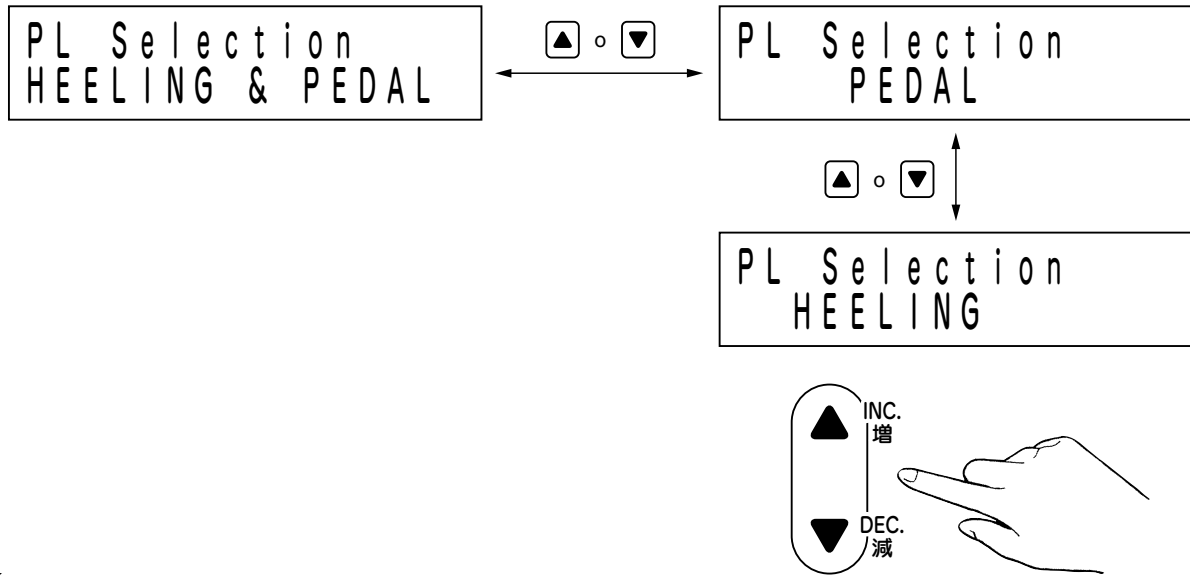 PL Selection
HEELING & PEDAL
▲ o ▼
PL Selection
PEDAL
▲ o ▼
PL Selection
HEELING
INC.
増
DEC.
減